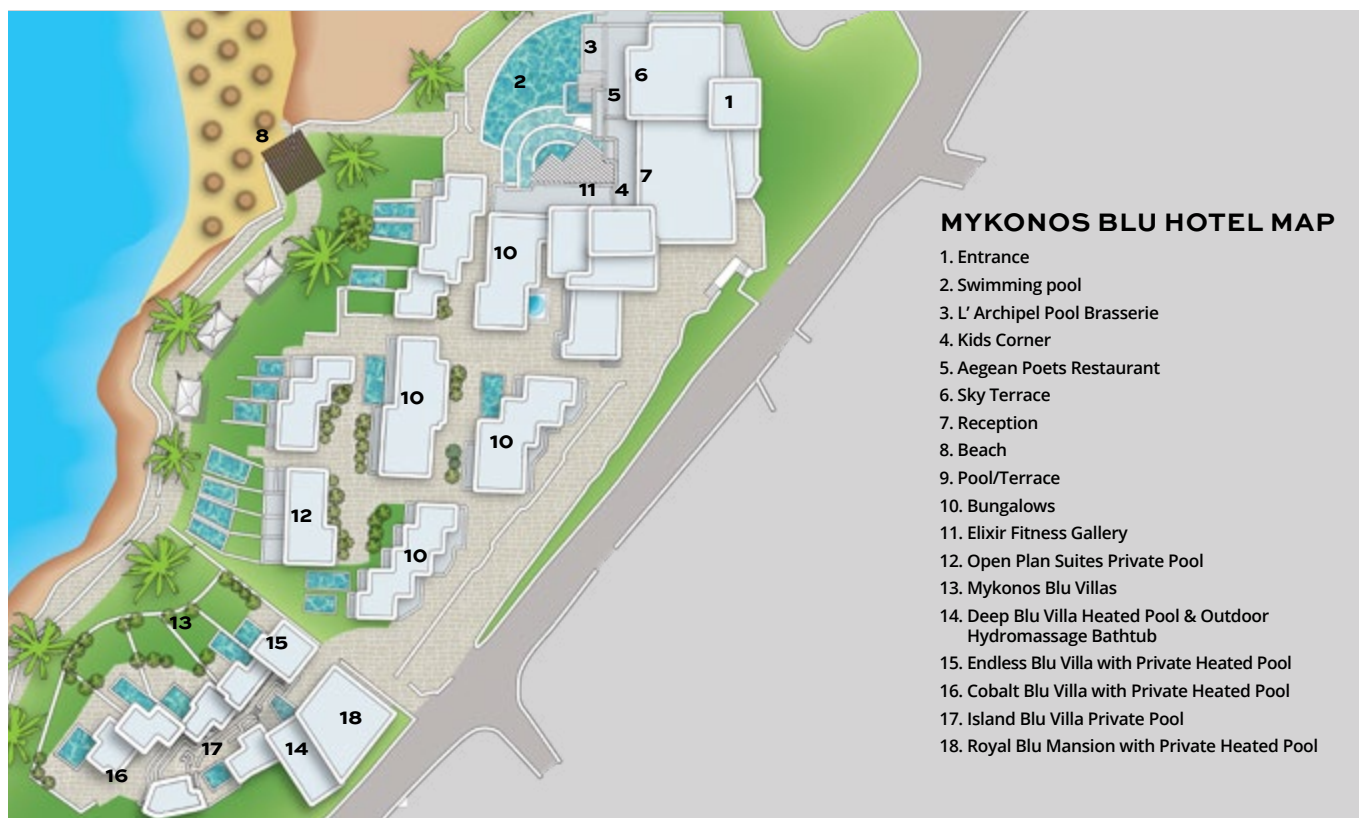 3
6
2
5
1
8
7
11
4
10
10
10
12
10
13
15
18
14
17
16
MYKONOS BLU HOTEL MAP
1. Entrance
2. Swimming pool
3. L’ Archipel Pool Brasserie
4. Kids Corner
5. Aegean Poets Restaurant
6. Sky Terrace
7. Reception
8. Beach
9. Pool/Terrace
10. Bungalows
11. Elixir Fitness Gallery
12. Open Plan Suites Private Pool
13. Mykonos Blu Villas
14. Deep Blu Villa Heated Pool & Outdoor
Hydromassage Bathtub
15. Endless Blu Villa with Private Heated Pool
16. Cobalt Blu Villa with Private Heated Pool
17. Island Blu Villa Private Pool
18. Royal Blu Mansion with Private Heated Pool